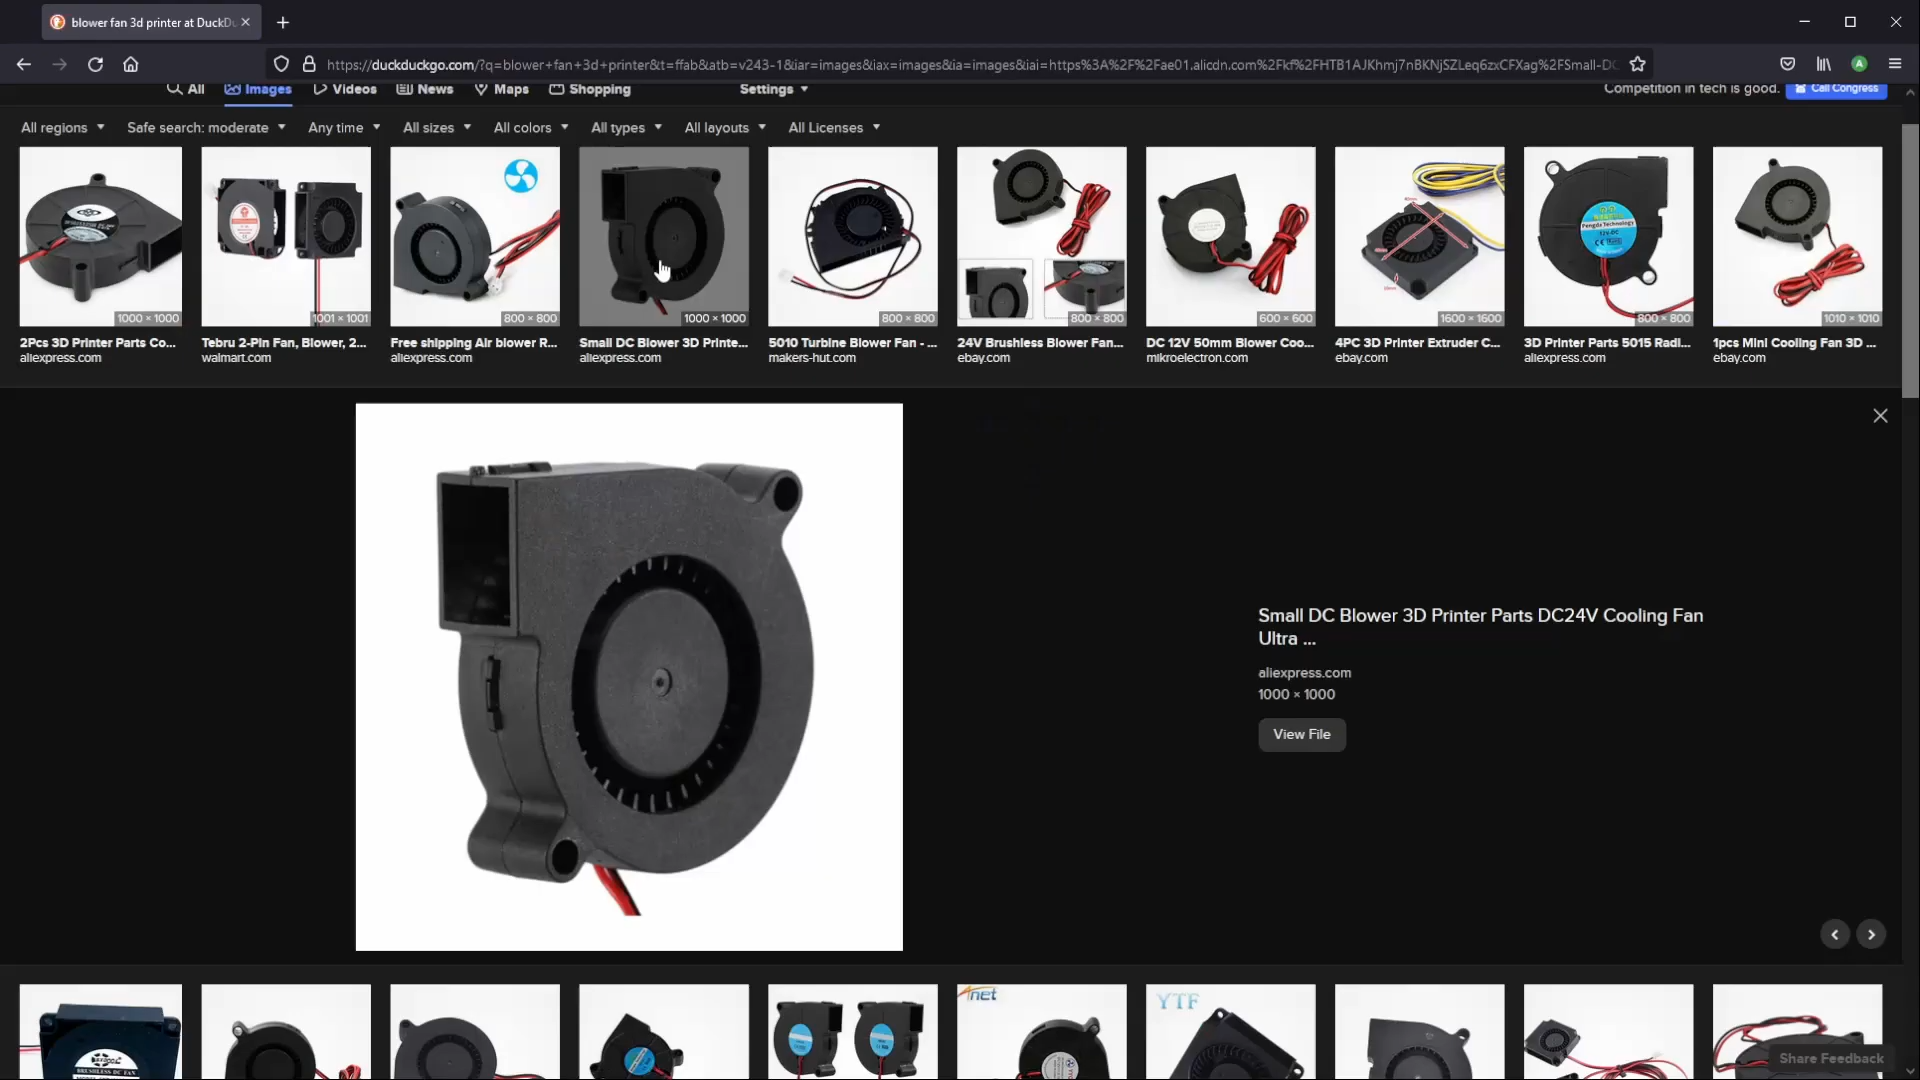 blower fan 3d printer at DuckDu
https://duckduckgo.com/?q=blower+fan+3d+printer&t=ffab&atb=v243-1&iar=images&iax=images&ia=images&iai=https%3A%2F%2Fae01.alicdn.com%2Fkf%2FHTB1AJKhmj7nBKNjSZLeq6zxCFXag%2FSmall-DC
A
All
Images
Videos
News
Maps
Shopping
Settings
Competition in tech is good.
Call Congress
All regions
Safe search: moderate
Any time
All sizes
All colors
All types
All layouts
All Licenses
1000 × 1000
1001 × 1001
800 × 800
1000 × 1000
800 × 800
800 × 800
600 × 600
1600 × 1600
800 × 800
1010 × 1010
2Pcs 3D Printer Parts Co...
aliexpress.com
Tebru 2-Pin Fan, Blower, 2...
walmart.com
Free shipping Air blower R...
aliexpress.com
Small DC Blower 3D Printe...
aliexpress.com
5010 Turbine Blower Fan - ...
makers-hut.com
24V Brushless Blower Fan...
ebay.com
DC 12V 50mm Blower Coo...
mikroelectron.com
4PC 3D Printer Extruder C...
ebay.com
3D Printer Parts 5015 Radi...
aliexpress.com
1pcs Mini Cooling Fan 3D ...
ebay.com
Small DC Blower 3D Printer Parts DC24V Cooling Fan
Ultra ...
aliexpress.com
1000 × 1000
View File
BRUSHLESS DC FAN
Anet
YTF
Share Feedback